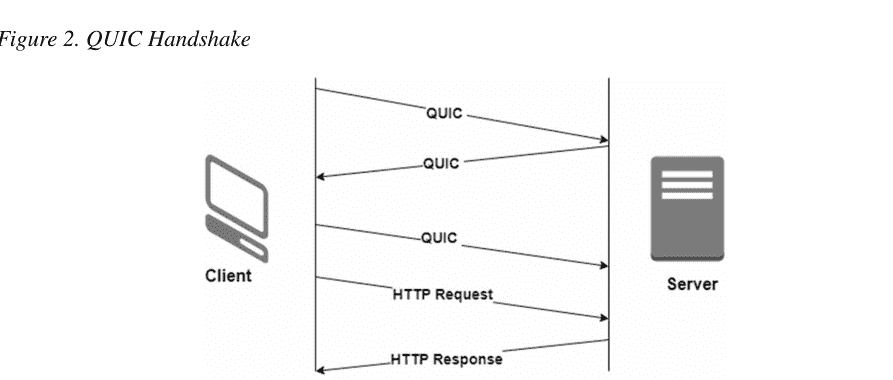 Figure 2. QUIC Handshake
QUIC
QUIC
QUIC
Client
Server
HTTP Request
HTTP Response